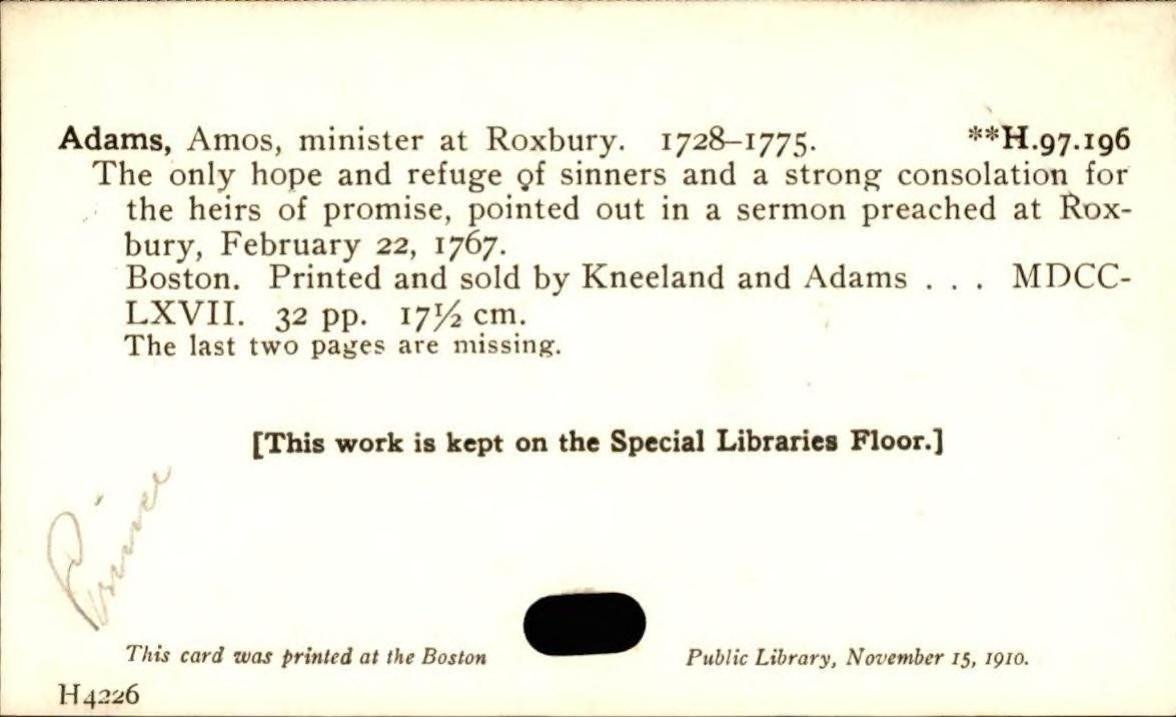 Adams, Amos, minister at Roxbury. 1728–1775. **H.97.196
The only hope and refuge of sinners and a strong consolation for
the heirs of promise, pointed out in a sermon preached at Rox-
bury, February 22, 1767.
Boston. Printed and sold by Kneeland and Adams . . . MDCC-
LXVII. 32 pp. 17½ cm.
The last two pages are missing.
[This work is kept on the Special Libraries Floor.]
Prince
This card was printed at the Boston Public Library, November 15, 1910.
H4226